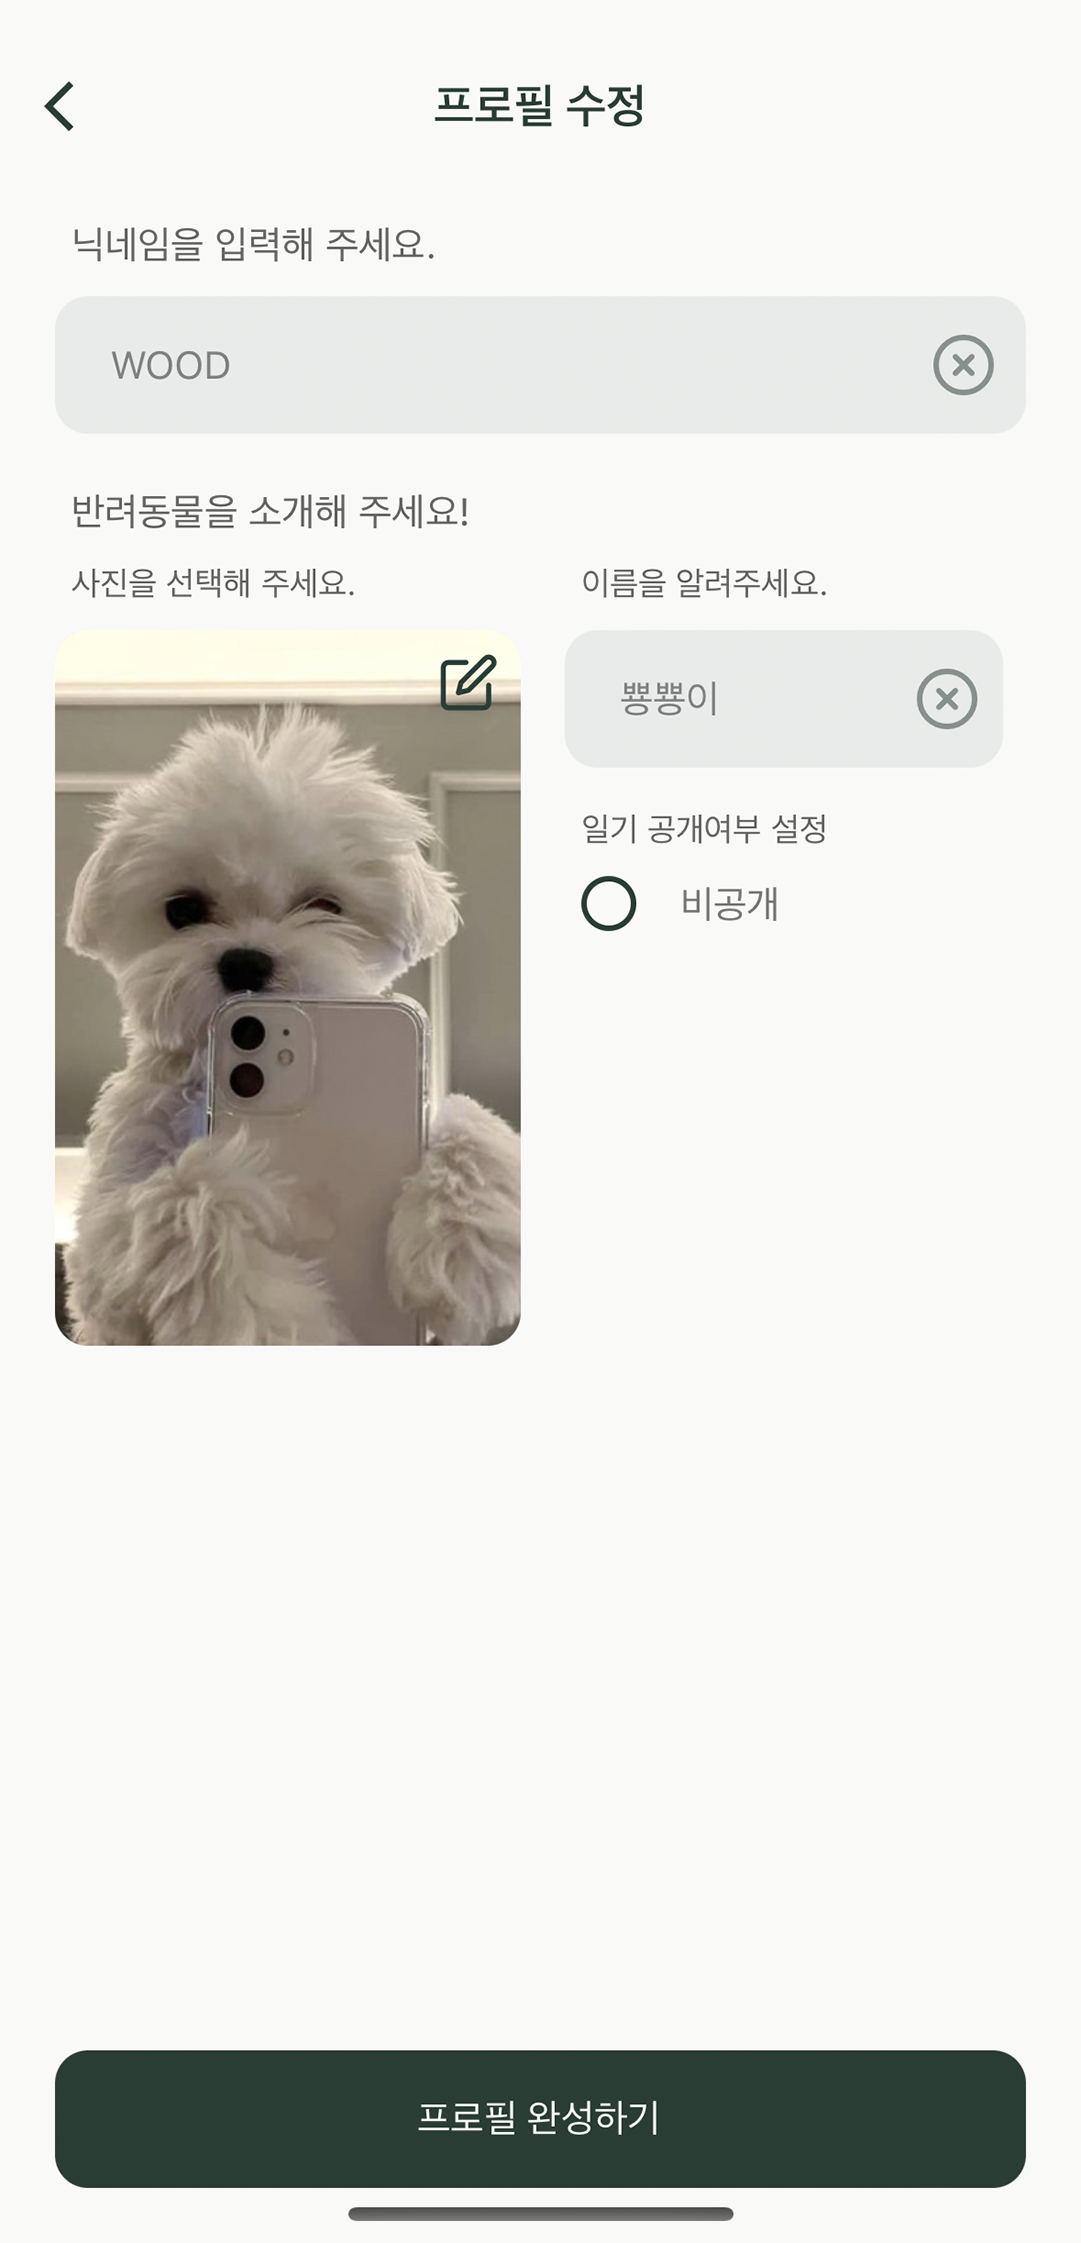 프로필 수정
닉네임을 입력해 주세요.
WOOD
반려동물을 소개해 주세요!
사진을 선택해 주세요.
이름을 알려주세요.
뿅뿅이
일기 공개여부 설정
비공개
프로필 완성하기